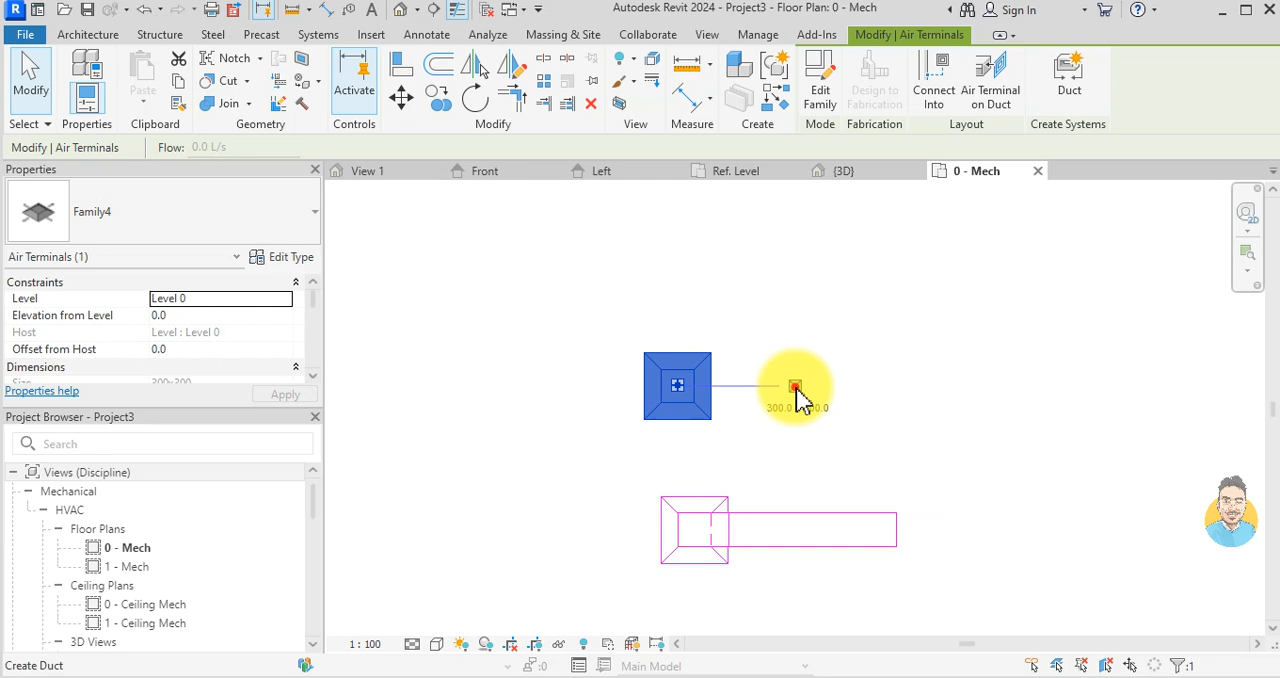 Autodesk Revit 2024 - Project3 - Floor Plan: 0 - Mech
Sign In
File Architecture Structure Steel Precast Systems Insert Annotate Analyze Massing & Site Collaborate View Manage Add-Ins Modify | Air Terminals
Modify
Paste
Notch
Cut
Join
Activate
Edit Family
Design to Fabrication
Connect Into
Air Terminal on Duct
Duct
Select Properties Clipboard Geometry Controls Modify View Measure Create Mode Fabrication Layout Create Systems
Modify | Air Terminals Flow: 0.0 L/s
Properties
View 1 Front Left Ref. Level {3D} 0 - Mech
Family4
Air Terminals (1) Edit Type
Constraints
Level Level 0
Elevation from Level 0.0
Host Level : Level 0
Offset from Host 0.0
Dimensions
Size 300x300
Properties help Apply
Project Browser - Project3
Search
Views (Discipline)
Mechanical
HVAC
Floor Plans
0 - Mech
1 - Mech
Ceiling Plans
0 - Ceiling Mech
1 - Ceiling Mech
3D Views
2D
1 : 100
Create Duct :0 Main Model :1